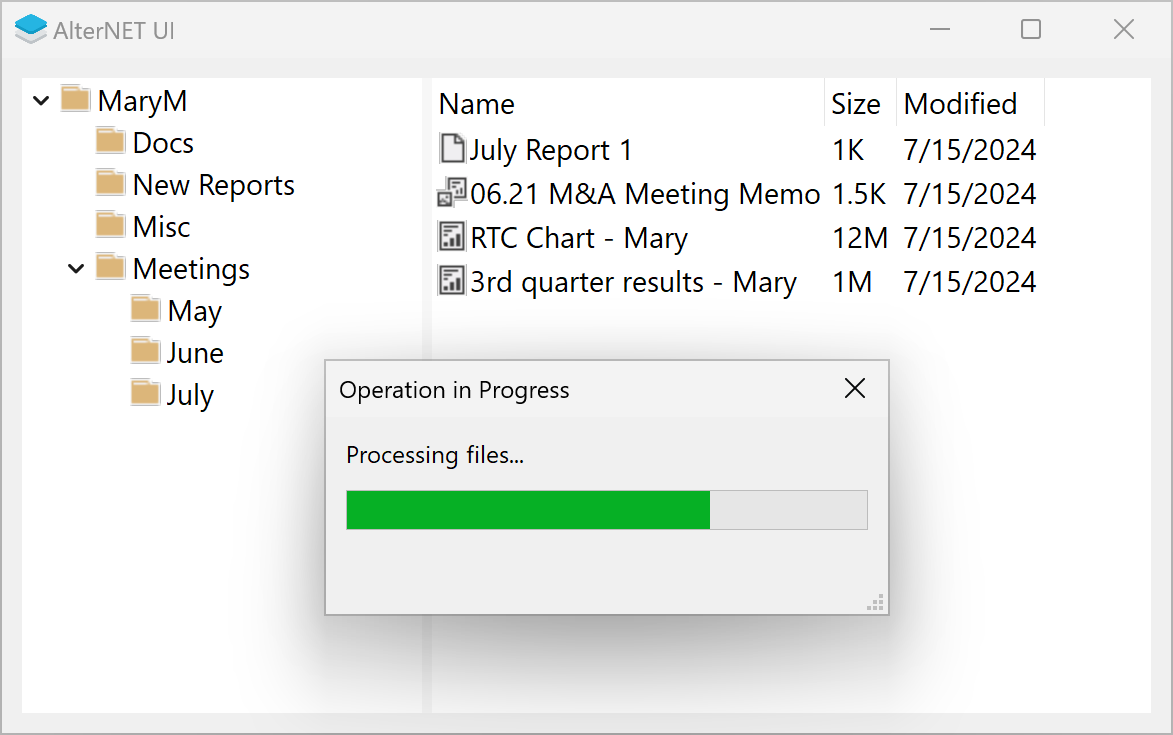 AlterNET UI
MaryM
Docs
New Reports
Misc
Meetings
May
June
July
Name Size Modified
July Report 1 1K 7/15/2024
06.21 M&A Meeting Memo 1.5K 7/15/2024
RTC Chart - Mary 12M 7/15/2024
3rd quarter results - Mary 1M 7/15/2024
Operation in Progress
Processing files...